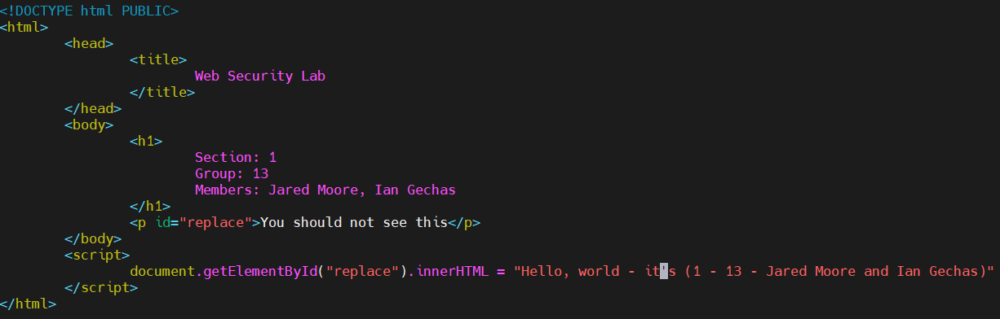 <!DOCTYPE html PUBLIC>
<html>
<head>
<title>
Web Security Lab
</title>
</head>
<body>
<h1>
Section: 1
Group: 13
Members: Jared Moore, Ian Gechas
</h1>
<p id="replace">You should not see this</p>
</body>
<script>
document.getElementById("replace").innerHTML = "Hello, world - it's (1 - 13 - Jared Moore and Ian Gechas)"
</script>
</html>